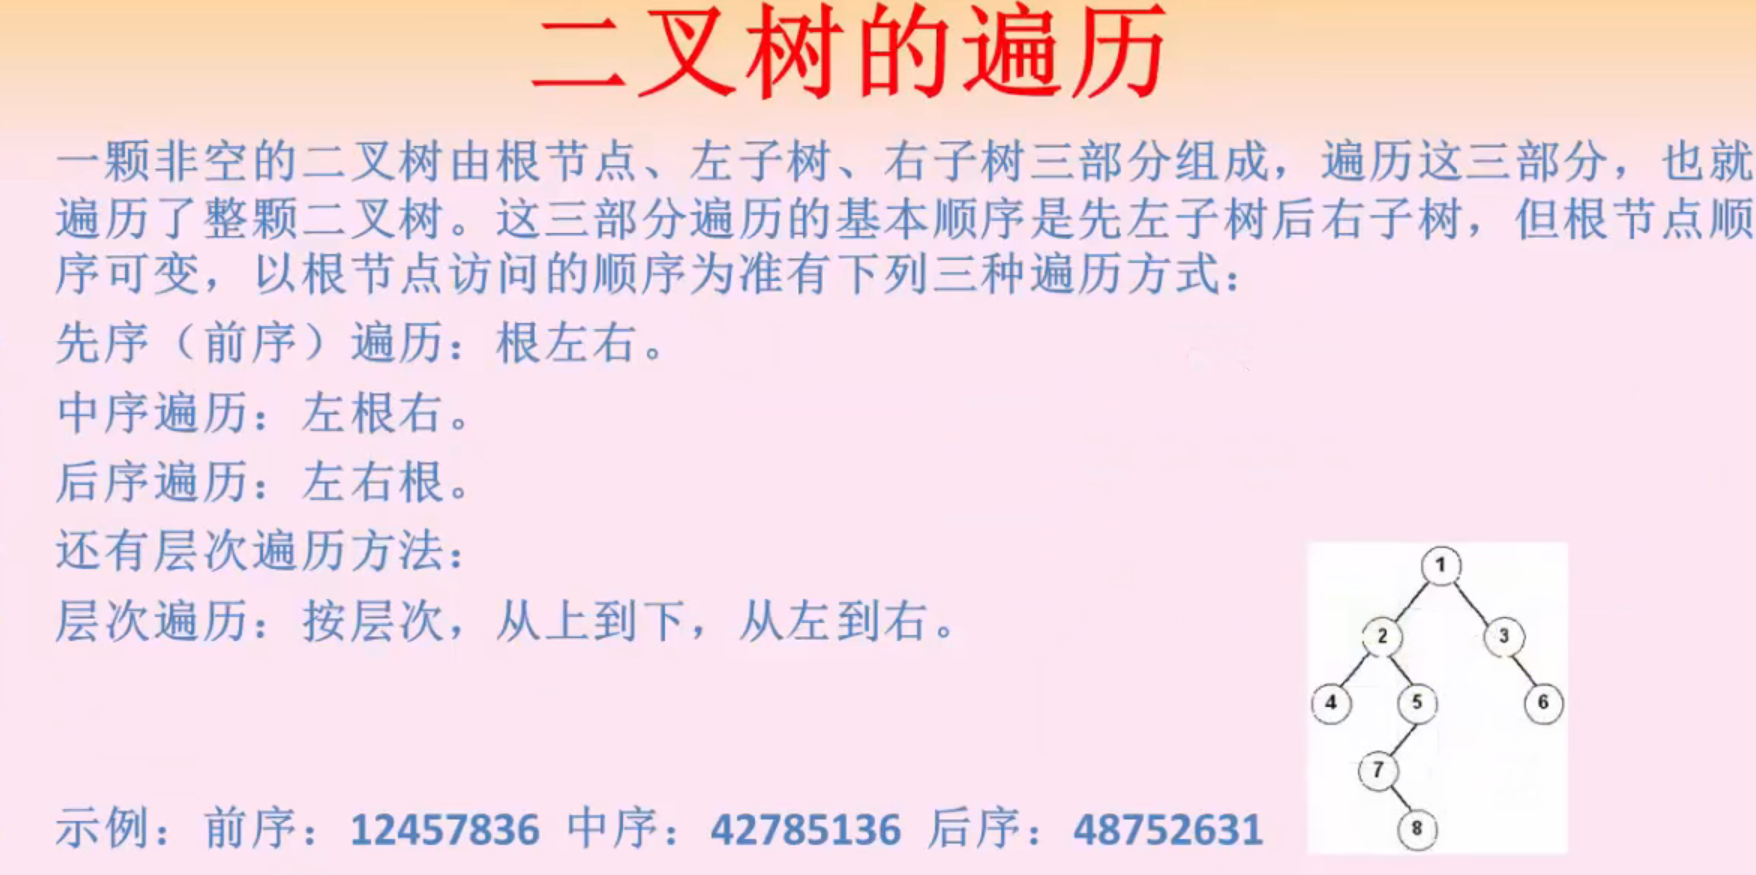 二叉树的遍历
一颗非空的二叉树由根节点、左子树、右子树三部分组成，遍历这三部分，也就
遍历了整颗二叉树。这三部分遍历的基本顺序是先左子树后右子树，但根节点顺
序可变，以根节点访问的顺序为准有下列三种遍历方式：
先序（前序）遍历：根左右。
中序遍历：左根右。
后序遍历：左右根。
还有层次遍历方法：
层次遍历：按层次，从上到下，从左到右。
1
2 3
4 5 6
7
8
示例：前序：12457836 中序：42785136 后序：48752631